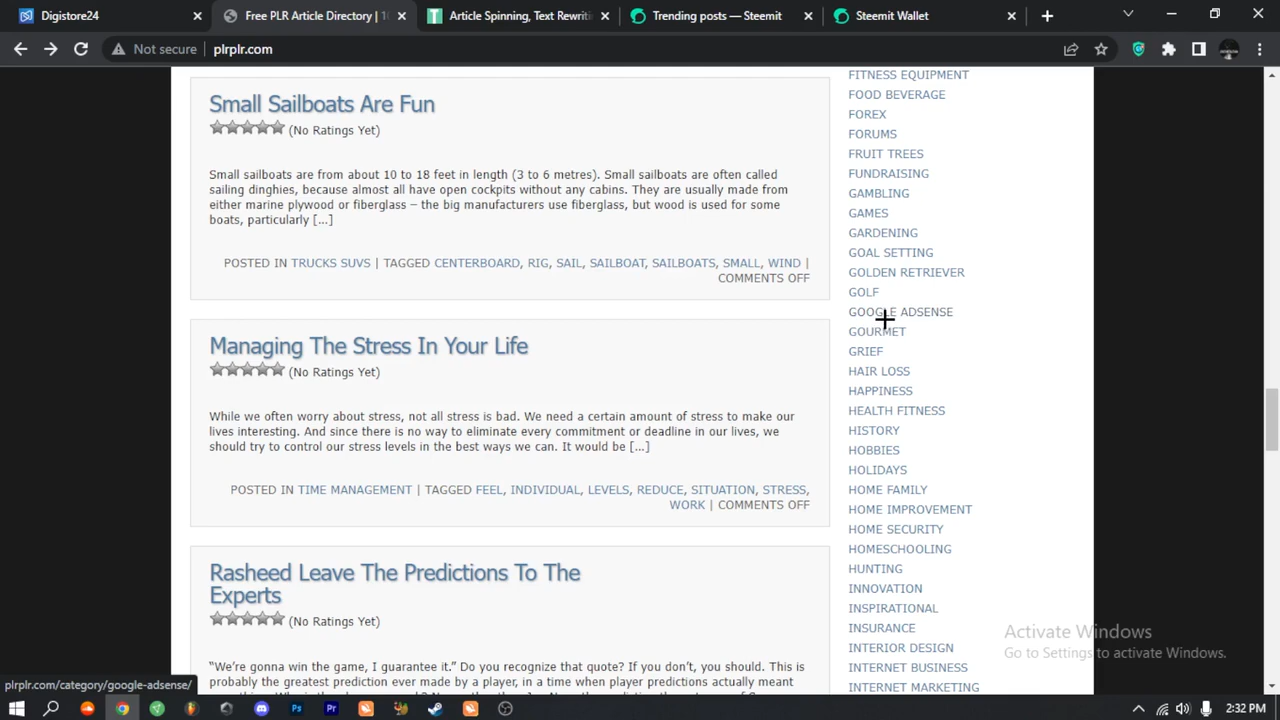 Digistore24
Free PLR Article Directory | 1
Article Spinning, Text Rewriti
Trending posts — Steemit
Steemit Wallet
Not secure
plrplr.com
Small Sailboats Are Fun
(No Ratings Yet)
Small sailboats are from about 10 to 18 feet in length (3 to 6 metres). Small sailboats are often called
sailing dinghies, because almost all have open cockpits without any cabins. They are usually made from
either marine plywood or fiberglass – the big manufacturers use fiberglass, but wood is used for some
boats, particularly [...]
POSTED IN TRUCKS SUVS | TAGGED CENTERBOARD, RIG, SAIL, SAILBOAT, SAILBOATS, SMALL, WIND |
COMMENTS OFF
Managing The Stress In Your Life
(No Ratings Yet)
While we often worry about stress, not all stress is bad. We need a certain amount of stress to make our
lives interesting. And since there is no way to eliminate every commitment or deadline in our lives, we
should try to control our stress levels in the best ways we can. It would be [...]
POSTED IN TIME MANAGEMENT | TAGGED FEEL, INDIVIDUAL, LEVELS, REDUCE, SITUATION, STRESS,
WORK | COMMENTS OFF
Rasheed Leave The Predictions To The
Experts
(No Ratings Yet)
"We're gonna win the game, I garantee it." Do you recognize that quote? If you don't, you should. This is
probably the greatest prediction ever made by a player, in a time when player predictions actually meant
FITNESS EQUIPMENT
FOOD BEVERAGE
FOREX
FORUMS
FRUIT TREES
FUNDRAISING
GAMBLING
GAMES
GARDENING
GOAL SETTING
GOLDEN RETRIEVER
GOLF
GOOGLE ADSENSE
GOURMET
GRIEF
HAIR LOSS
HAPPINESS
HEALTH FITNESS
HISTORY
HOBBIES
HOLIDAYS
HOME FAMILY
HOME IMPROVEMENT
HOME SECURITY
HOMESCHOOLING
HUNTING
INNOVATION
INSPIRATIONAL
INSURANCE
INTERIOR DESIGN
INTERNET BUSINESS
INTERNET MARKETING
Activate Windows
Go to Settings to activate Windows.
plrplr.com/category/google-adsense/
2:32 PM